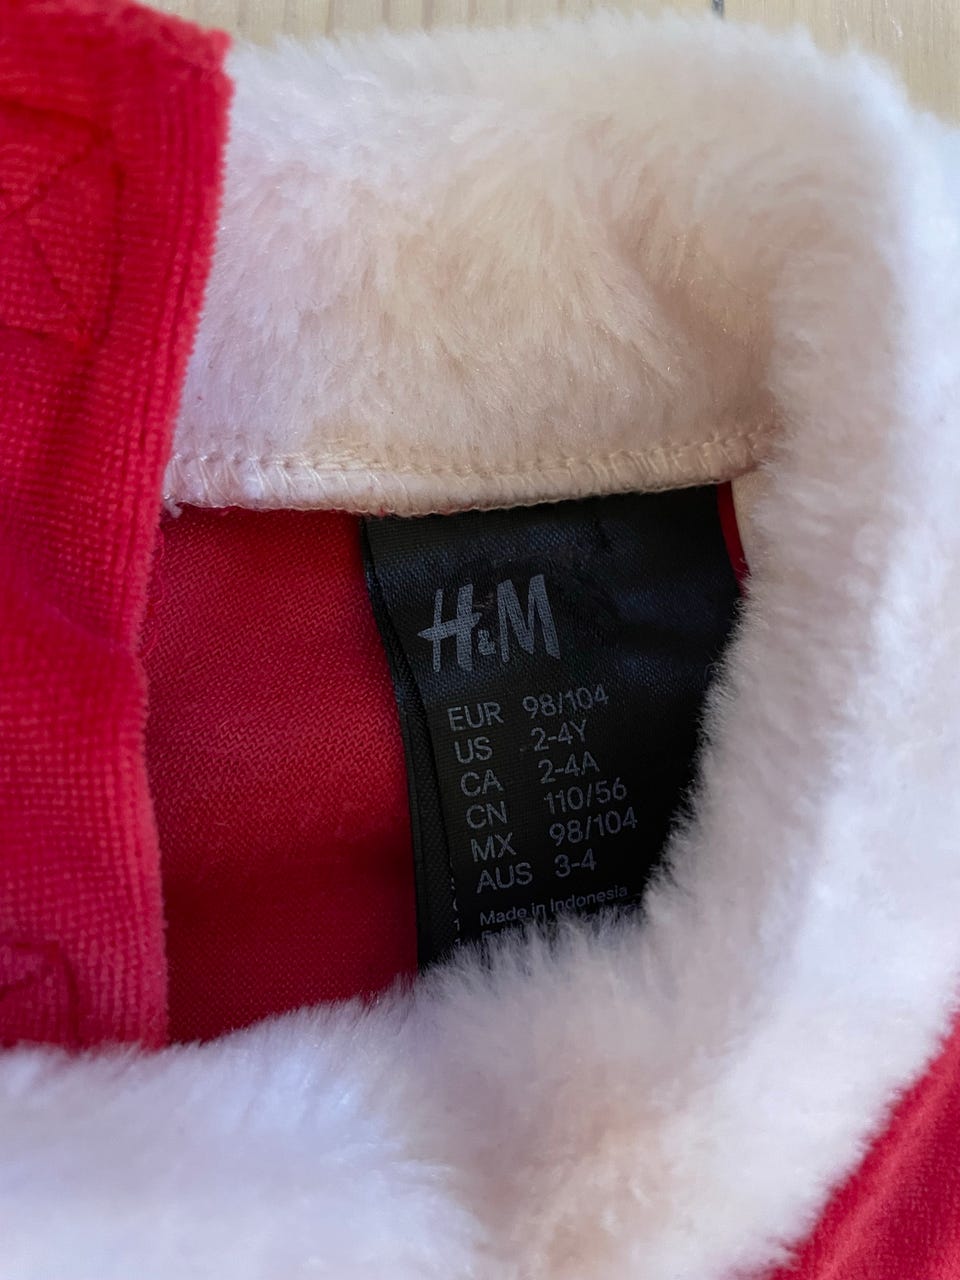 H&M
EUR 98/104
US 2-4Y
CA 2-4A
CN 110/56
MX 98/104
AUS 3-4
Made in Indonesia